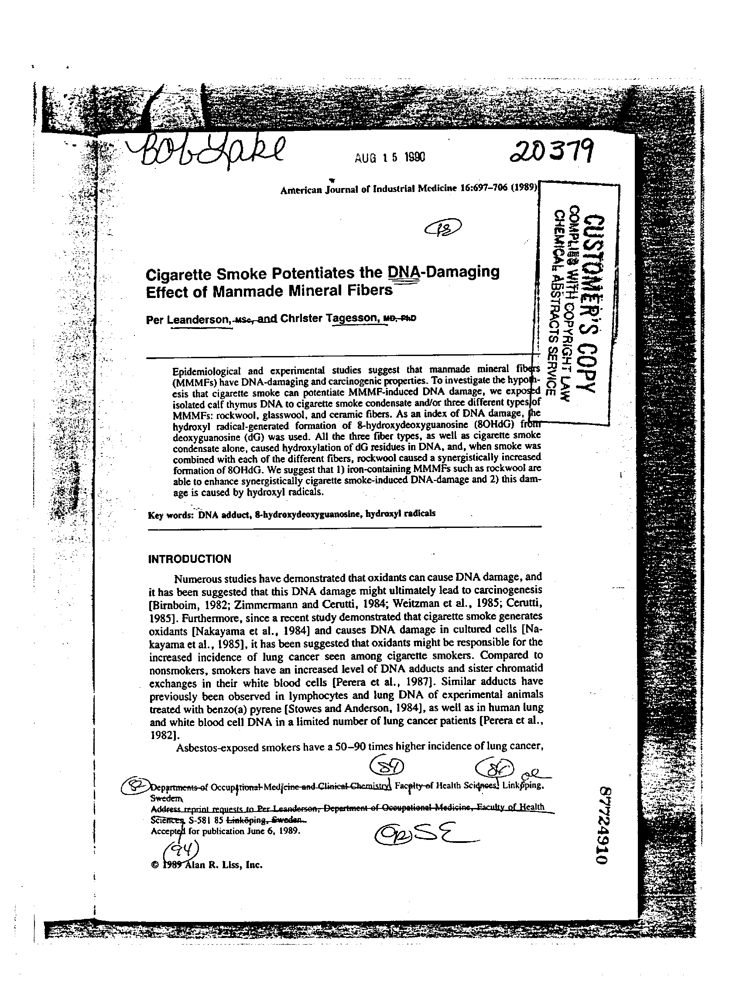 Bob Lake
AUG 15 1990
20379
American Journal of Industrial Medicine 16:697–706 (1989)
CUSTOMER'S COPY
COMPLIES WITH COPYRIGHT LAW
CHEMICAL ABSTRACTS SERVICE
Cigarette Smoke Potentiates the DNA-Damaging
Effect of Manmade Mineral Fibers
Per Leanderson, MSc, and Christer Tagesson, MD, PhD
Epidemiological and experimental studies suggest that manmade mineral fibers
(MMMFs) have DNA-damaging and carcinogenic properties. To investigate the hypoth-
esis that cigarette smoke can potentiate MMMF-induced DNA damage, we exposed
isolated calf thymus DNA to cigarette smoke condensate and/or three different types of
MMMFs: rockwool, glasswool, and ceramic fibers. As an index of DNA damage, the
hydroxyl radical-generated formation of 8-hydroxydeoxyguanosine (8OHdG) from
deoxyguanosine (dG) was used. All the three fiber types, as well as cigarette smoke
condensate alone, caused hydroxylation of dG residues in DNA, and, when smoke was
combined with each of the different fibers, rockwool caused a synergistically increased
formation of 8OHdG. We suggest that 1) iron-containing MMMFs such as rockwool are
able to enhance synergistically cigarette smoke-induced DNA-damage and 2) this dam-
age is caused by hydroxyl radicals.
Key words: DNA adduct, 8-hydroxydeoxyguanosine, hydroxyl radicals
INTRODUCTION
Numerous studies have demonstrated that oxidants can cause DNA damage, and
it has been suggested that this DNA damage might ultimately lead to carcinogenesis
[Birnboim, 1982; Zimmermann and Cerutti, 1984; Weitzman et al., 1985; Cerutti,
1985]. Furthermore, since a recent study demonstrated that cigarette smoke generates
oxidants [Nakayama et al., 1984] and causes DNA damage in cultured cells [Na-
kayama et al., 1985], it has been suggested that oxidants might be responsible for the
increased incidence of lung cancer seen among cigarette smokers. Compared to
nonsmokers, smokers have an increased level of DNA adducts and sister chromatid
exchanges in their white blood cells [Perera et al., 1987]. Similar adducts have
previously been observed in lymphocytes and lung DNA of experimental animals
treated with benzo(a) pyrene [Stowes and Anderson, 1984], as well as in human lung
and white blood cell DNA in a limited number of lung cancer patients [Perera et al.,
1982].
Asbestos-exposed smokers have a 50–90 times higher incidence of lung cancer,
82 Departments of Occupational Medicine and Clinical Chemistry, Faculty of Health Sciences, Linköping,
Sweden.
Address reprint requests to Per Leanderson, Department of Occupational Medicine, Faculty of Health
Sciences, S-581 85 Linköping, Sweden.
Accepted for publication June 6, 1989.
94
© 1989 Alan R. Liss, Inc.
87724910